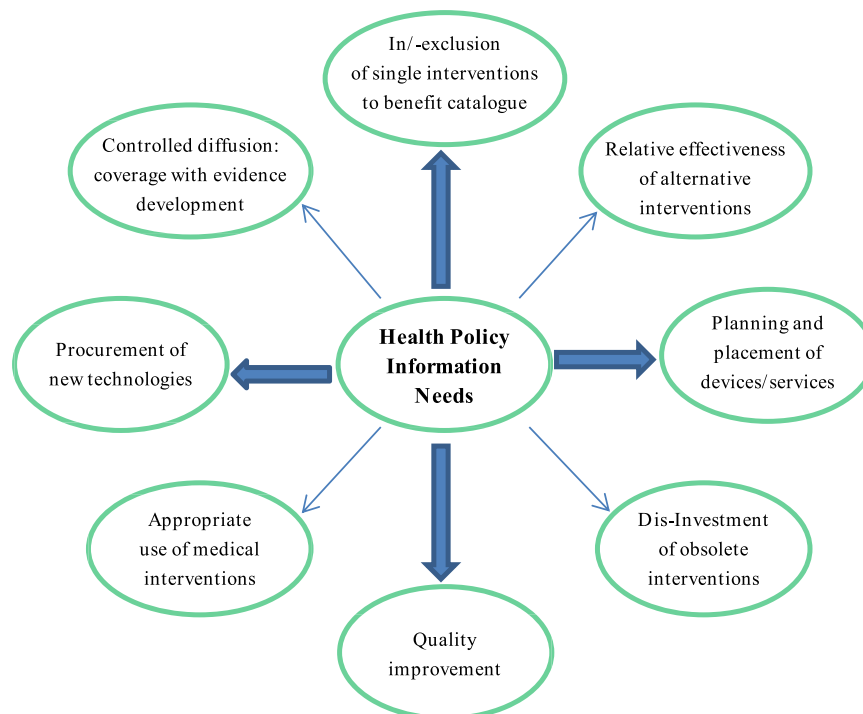 In/-exclusion
of single interventions
to benefit catalogue
Controlled diffusion:
coverage with evidence
development
Relative effectiveness
of alternative
interventions
Procurement of
new technologies
Health Policy
Information
Needs
Planning and
placement of
devices/services
Appropriate
use of medical
interventions
Dis-Investment
of obsolete
interventions
Quality
improvement